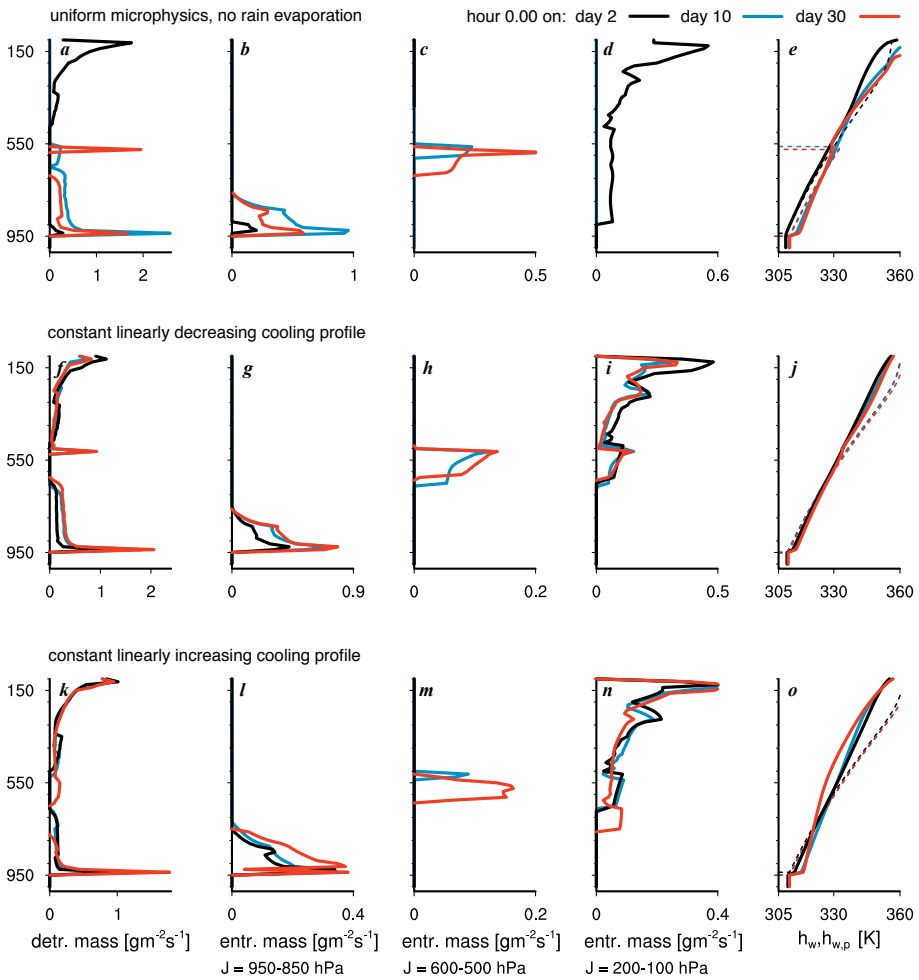 uniform microphysics, no rain evaporation
hour 0.00 on: day 2 day 10 day 30
a b c d e
150
550
950
0 1 2 0 1 0 0.5 0 0.6 305 330 360
constant linearly decreasing cooling profile
f g h i j
150
550
950
0 1 2 0 0.9 0 0.2 0 0.5 305 330 360
constant linearly increasing cooling profile
k l m n o
150
550
950
0 1 0 0.4 0 0.2 0 0.4 305 330 360
detr. mass [gm⁻²s⁻¹] entr. mass [gm⁻²s⁻¹] entr. mass [gm⁻²s⁻¹] entr. mass [gm⁻²s⁻¹] h_w,h_w,p [K]
J = 950-850 hPa J = 600-500 hPa J = 200-100 hPa